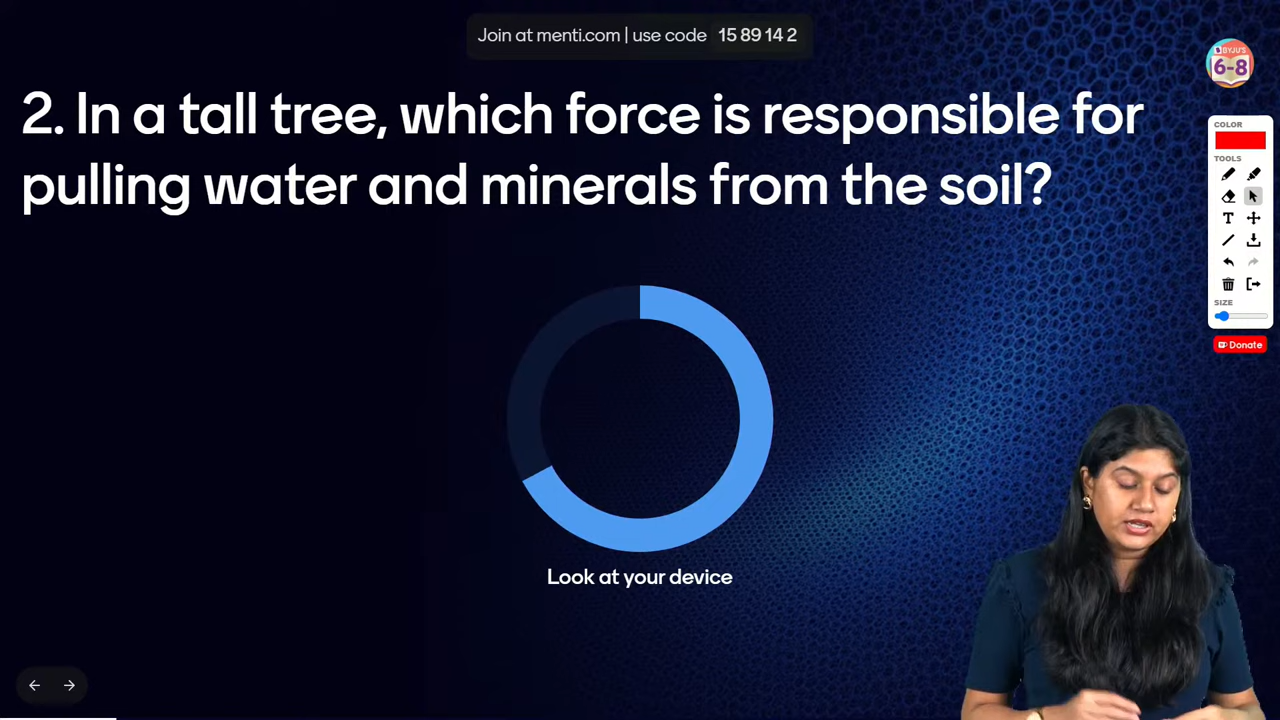 Join at menti.com | use code 15 89 14 2
BYJU'S
6-8
2. In a tall tree, which force is responsible for
pulling water and minerals from the soil?
COLOR
TOOLS
T
SIZE
Donate
Look at your device